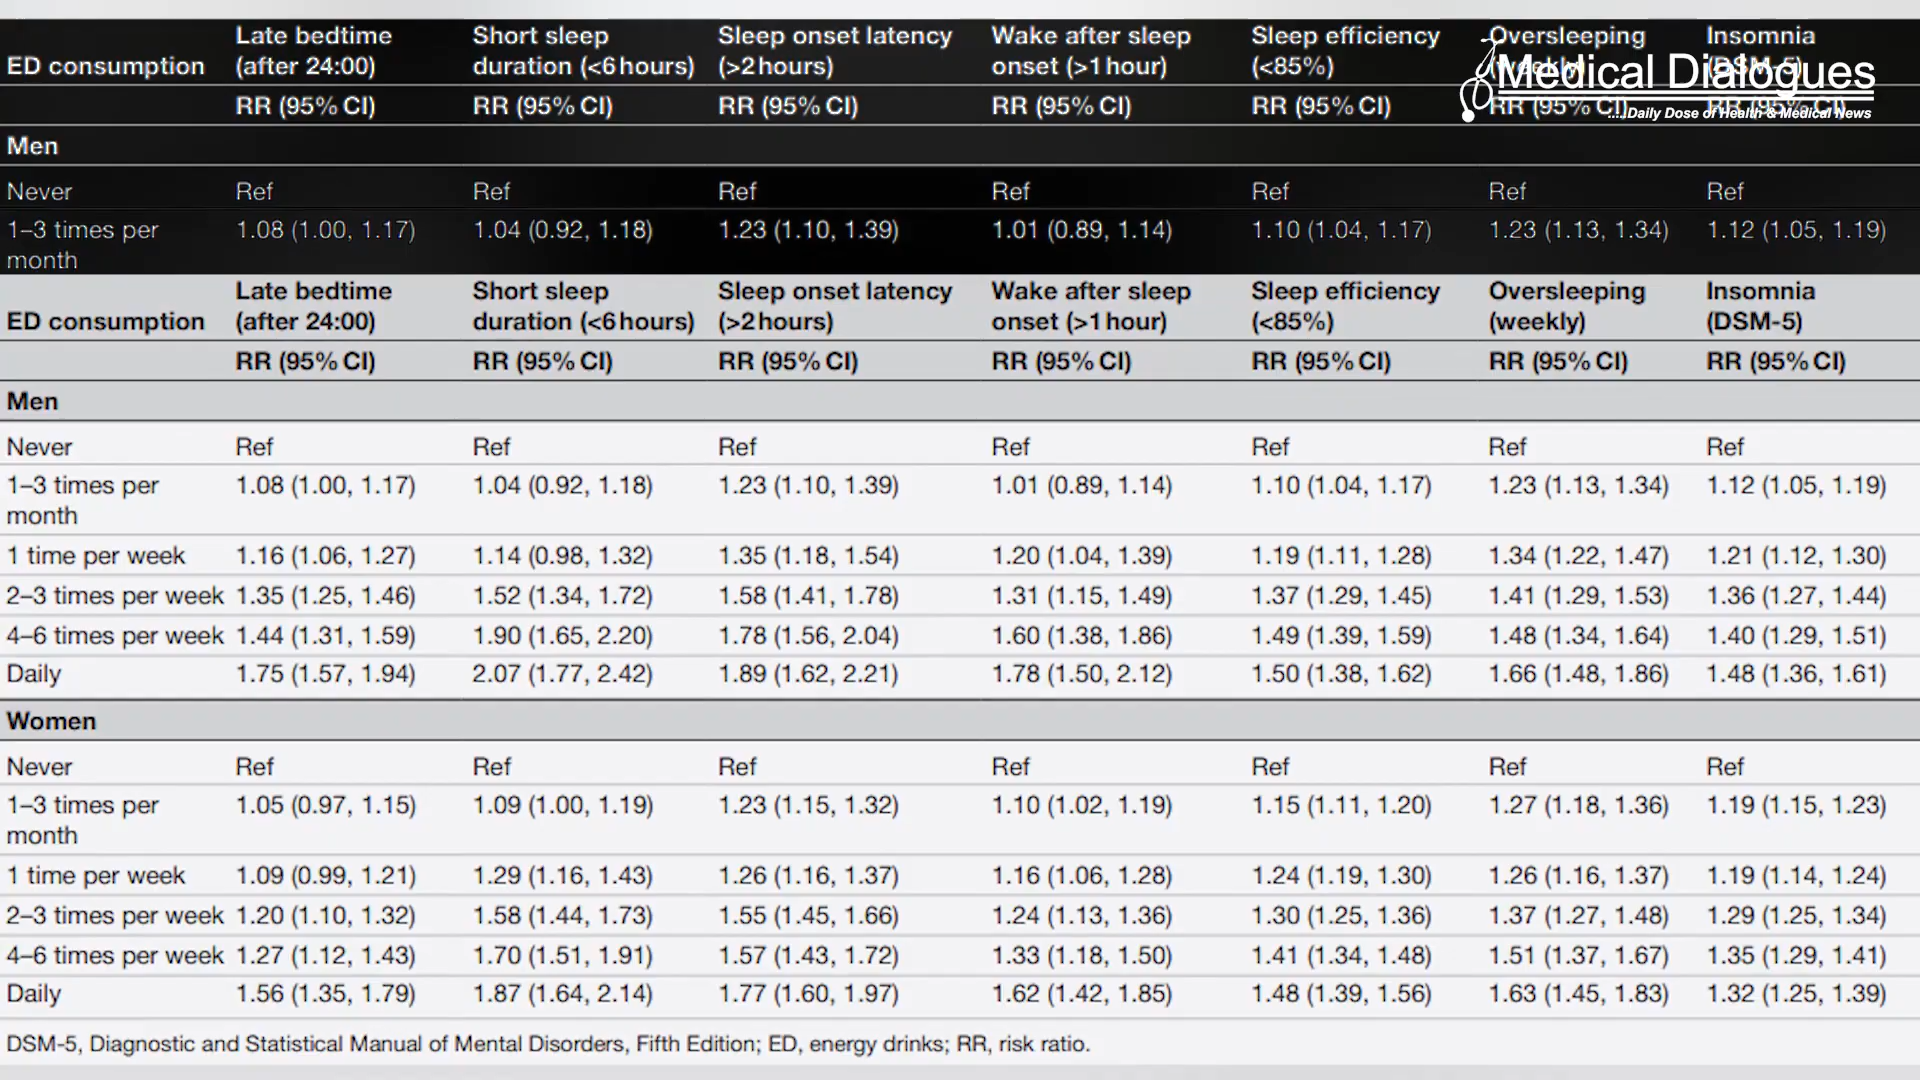 Late bedtime Short sleep Sleep onset latency Wake after sleep Sleep efficiency Oversleeping Insomnia
ED consumption (after 24:00) duration (<6 hours) (>2 hours) onset (>1 hour) (<85%) (weekly) (DSM-5)
Medical Dialogues
RR (95% CI) RR (95% CI) RR (95% CI) RR (95% CI) RR (95% CI) RR (95% CI) RR (95% CI)
.....Daily Dose of Health & Medical News
Men
Never Ref Ref Ref Ref Ref Ref Ref
1–3 times per 1.08 (1.00, 1.17) 1.04 (0.92, 1.18) 1.23 (1.10, 1.39) 1.01 (0.89, 1.14) 1.10 (1.04, 1.17) 1.23 (1.13, 1.34) 1.12 (1.05, 1.19)
month
Late bedtime Short sleep Sleep onset latency Wake after sleep Sleep efficiency Oversleeping Insomnia
ED consumption (after 24:00) duration (<6 hours) (>2 hours) onset (>1 hour) (<85%) (weekly) (DSM-5)
RR (95% CI) RR (95% CI) RR (95% CI) RR (95% CI) RR (95% CI) RR (95% CI) RR (95% CI)
Men
Never Ref Ref Ref Ref Ref Ref Ref
1–3 times per 1.08 (1.00, 1.17) 1.04 (0.92, 1.18) 1.23 (1.10, 1.39) 1.01 (0.89, 1.14) 1.10 (1.04, 1.17) 1.23 (1.13, 1.34) 1.12 (1.05, 1.19)
month
1 time per week 1.16 (1.06, 1.27) 1.14 (0.98, 1.32) 1.35 (1.18, 1.54) 1.20 (1.04, 1.39) 1.19 (1.11, 1.28) 1.34 (1.22, 1.47) 1.21 (1.12, 1.30)
2–3 times per week 1.35 (1.25, 1.46) 1.52 (1.34, 1.72) 1.58 (1.41, 1.78) 1.31 (1.15, 1.49) 1.37 (1.29, 1.45) 1.41 (1.29, 1.53) 1.36 (1.27, 1.44)
4–6 times per week 1.44 (1.31, 1.59) 1.90 (1.65, 2.20) 1.78 (1.56, 2.04) 1.60 (1.38, 1.86) 1.49 (1.39, 1.59) 1.48 (1.34, 1.64) 1.40 (1.29, 1.51)
Daily 1.75 (1.57, 1.94) 2.07 (1.77, 2.42) 1.89 (1.62, 2.21) 1.78 (1.50, 2.12) 1.50 (1.38, 1.62) 1.66 (1.48, 1.86) 1.48 (1.36, 1.61)
Women
Never Ref Ref Ref Ref Ref Ref Ref
1–3 times per 1.05 (0.97, 1.15) 1.09 (1.00, 1.19) 1.23 (1.15, 1.32) 1.10 (1.02, 1.19) 1.15 (1.11, 1.20) 1.27 (1.18, 1.36) 1.19 (1.15, 1.23)
month
1 time per week 1.09 (0.99, 1.21) 1.29 (1.16, 1.43) 1.26 (1.16, 1.37) 1.16 (1.06, 1.28) 1.24 (1.19, 1.30) 1.26 (1.16, 1.37) 1.19 (1.14, 1.24)
2–3 times per week 1.20 (1.10, 1.32) 1.58 (1.44, 1.73) 1.55 (1.45, 1.66) 1.24 (1.13, 1.36) 1.30 (1.25, 1.36) 1.37 (1.27, 1.48) 1.29 (1.25, 1.34)
4–6 times per week 1.27 (1.12, 1.43) 1.70 (1.51, 1.91) 1.57 (1.43, 1.72) 1.33 (1.18, 1.50) 1.41 (1.34, 1.48) 1.51 (1.37, 1.67) 1.35 (1.29, 1.41)
Daily 1.56 (1.35, 1.79) 1.87 (1.64, 2.14) 1.77 (1.60, 1.97) 1.62 (1.42, 1.85) 1.48 (1.39, 1.56) 1.63 (1.45, 1.83) 1.32 (1.25, 1.39)
DSM-5, Diagnostic and Statistical Manual of Mental Disorders, Fifth Edition; ED, energy drinks; RR, risk ratio.